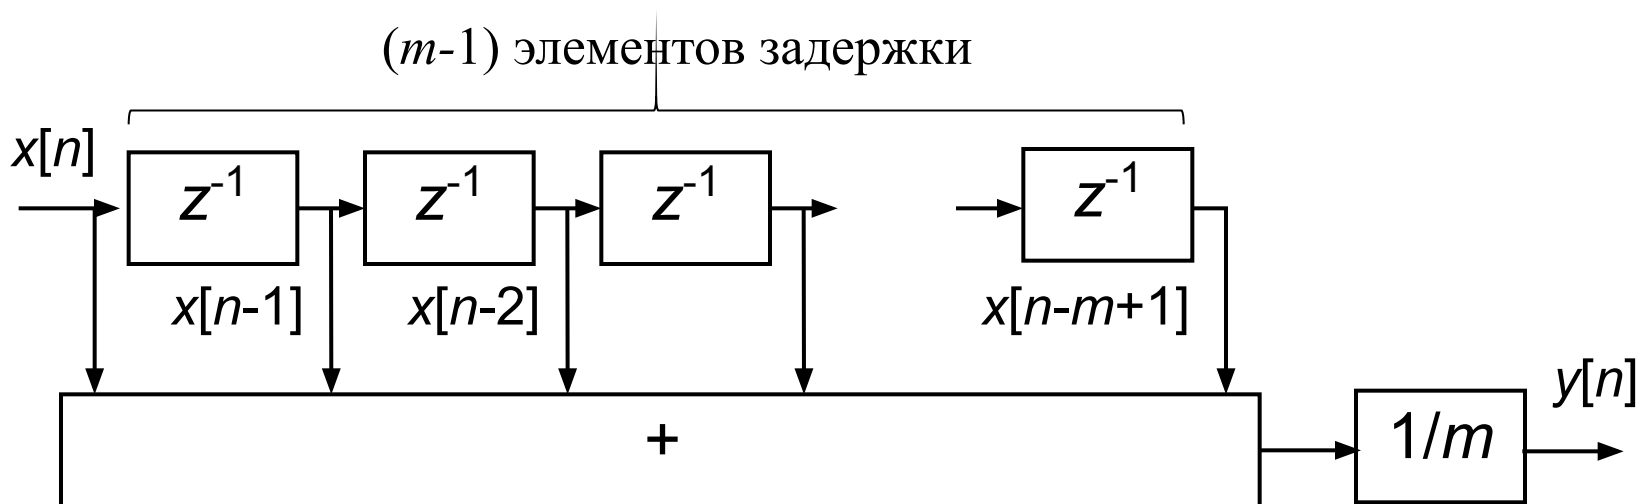 (m-1) элементов задержки
x[n]
z⁻¹ z⁻¹ z⁻¹ z⁻¹
x[n-1] x[n-2] x[n-m+1]
y[n]
+ 1/m